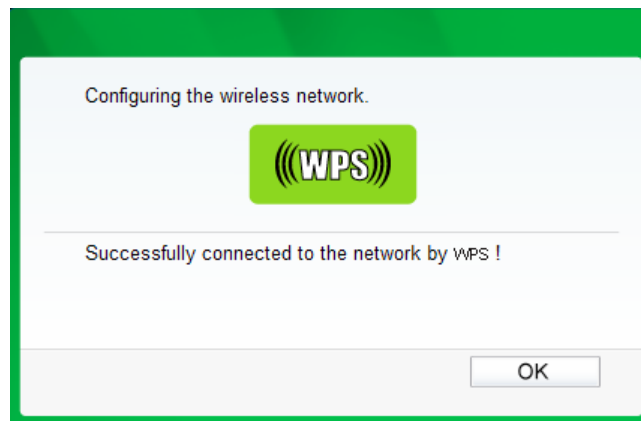 Configuring the wireless network.
(((WPS)))
Successfully connected to the network by WPS !
OK